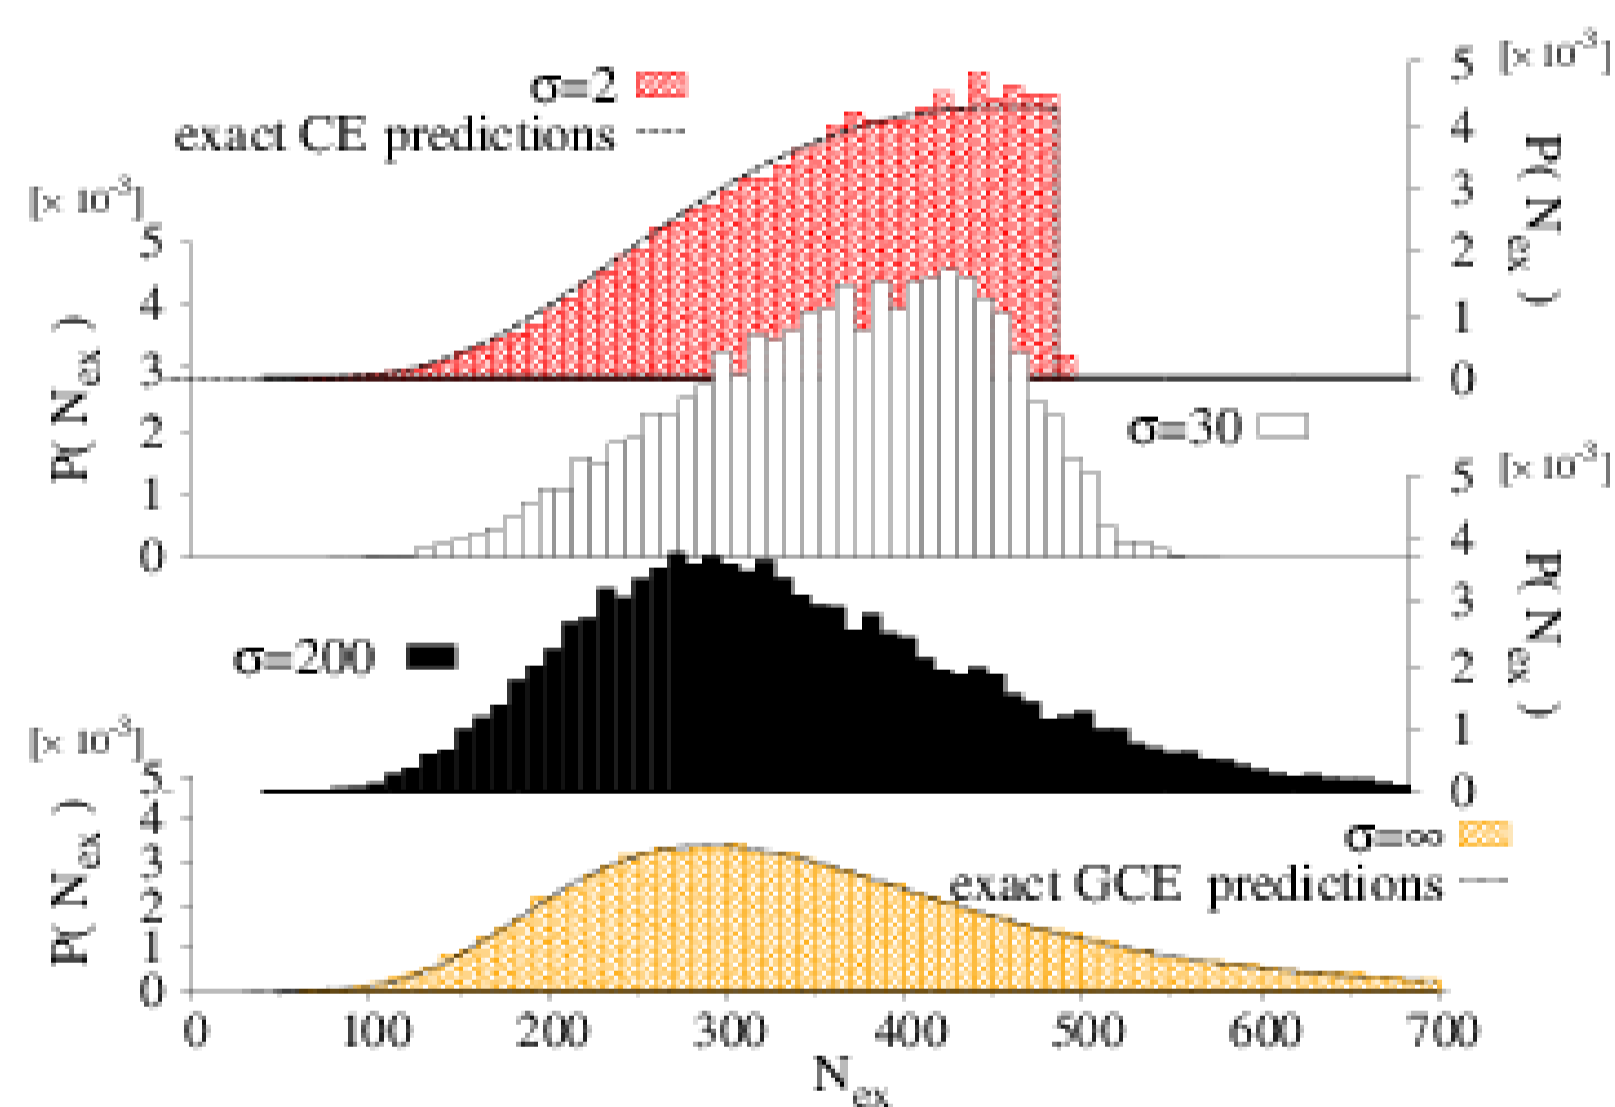 σ=2
exact CE predictions
[× 10⁻³]
5
4
3
2
1
0
P( N_ex )
[× 10⁻³]
5
4
3
2
1
0
P( N_ex )
σ=30
[× 10⁻³]
5
4
3
2
1
0
P( N_ex )
σ=200
[× 10⁻³]
5
4
3
2
1
0
P( N_ex )
σ=∞
exact GCE predictions
0 100 200 300 400 500 600 700
N_ex